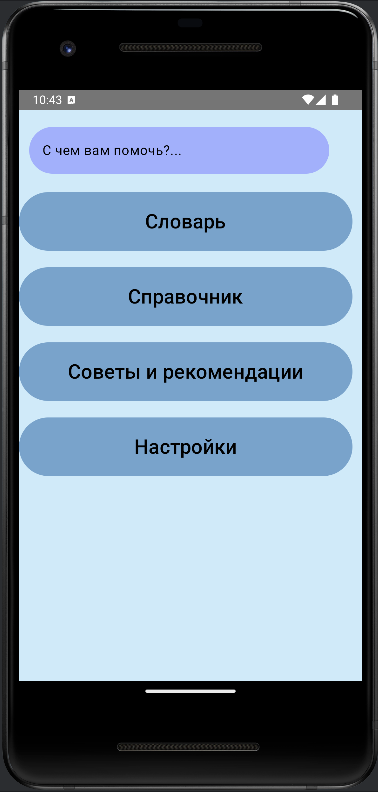 10:43 A
С чем вам помочь?...
Словарь
Справочник
Советы и рекомендации
Настройки